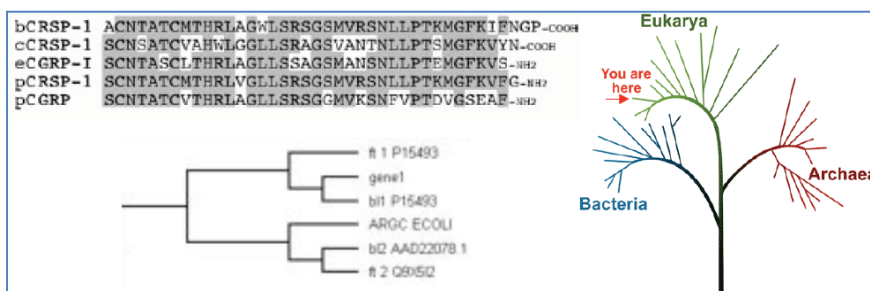 bCRSP-1 ACNTATCMTHRLAGWLSRSGSMVRSNLLPTKMGFKIFNGP-COOH
cCRSP-1 SCNSATCVAHWLGGLLSRAGSVANTNLLPTSMGFKVYN-COOH
eCGRP-I SCNTASCLTHRLAGLLSSAGSMANSNLLPTEMGFKVS-NH2
pCRSP-1 SCNTATCMTHRLVGLLSRSGSMVRSNLLPTKMGFKVFG-NH2
pCGRP SCNTATCVTHRLAGLLSRSGGMVKSNFVPTDVGSEAF-NH2
ft 1 P15493
gene1
bl1 P15493
ARGC ECOLI
bl2 AAD22078.1
ft 2 Q9X5I2
Eukarya
You are
here
Archaea
Bacteria